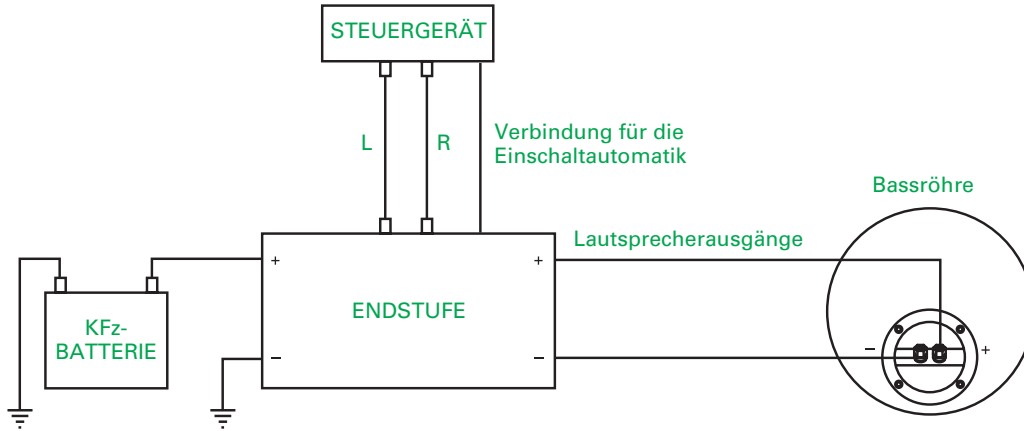 STEUERGERÄT
L
R
Verbindung für die
Einschaltautomatik
Bassröhre
Lautsprecherausgänge
+
+
ENDSTUFE
KFz-
BATTERIE
–
–
–
+